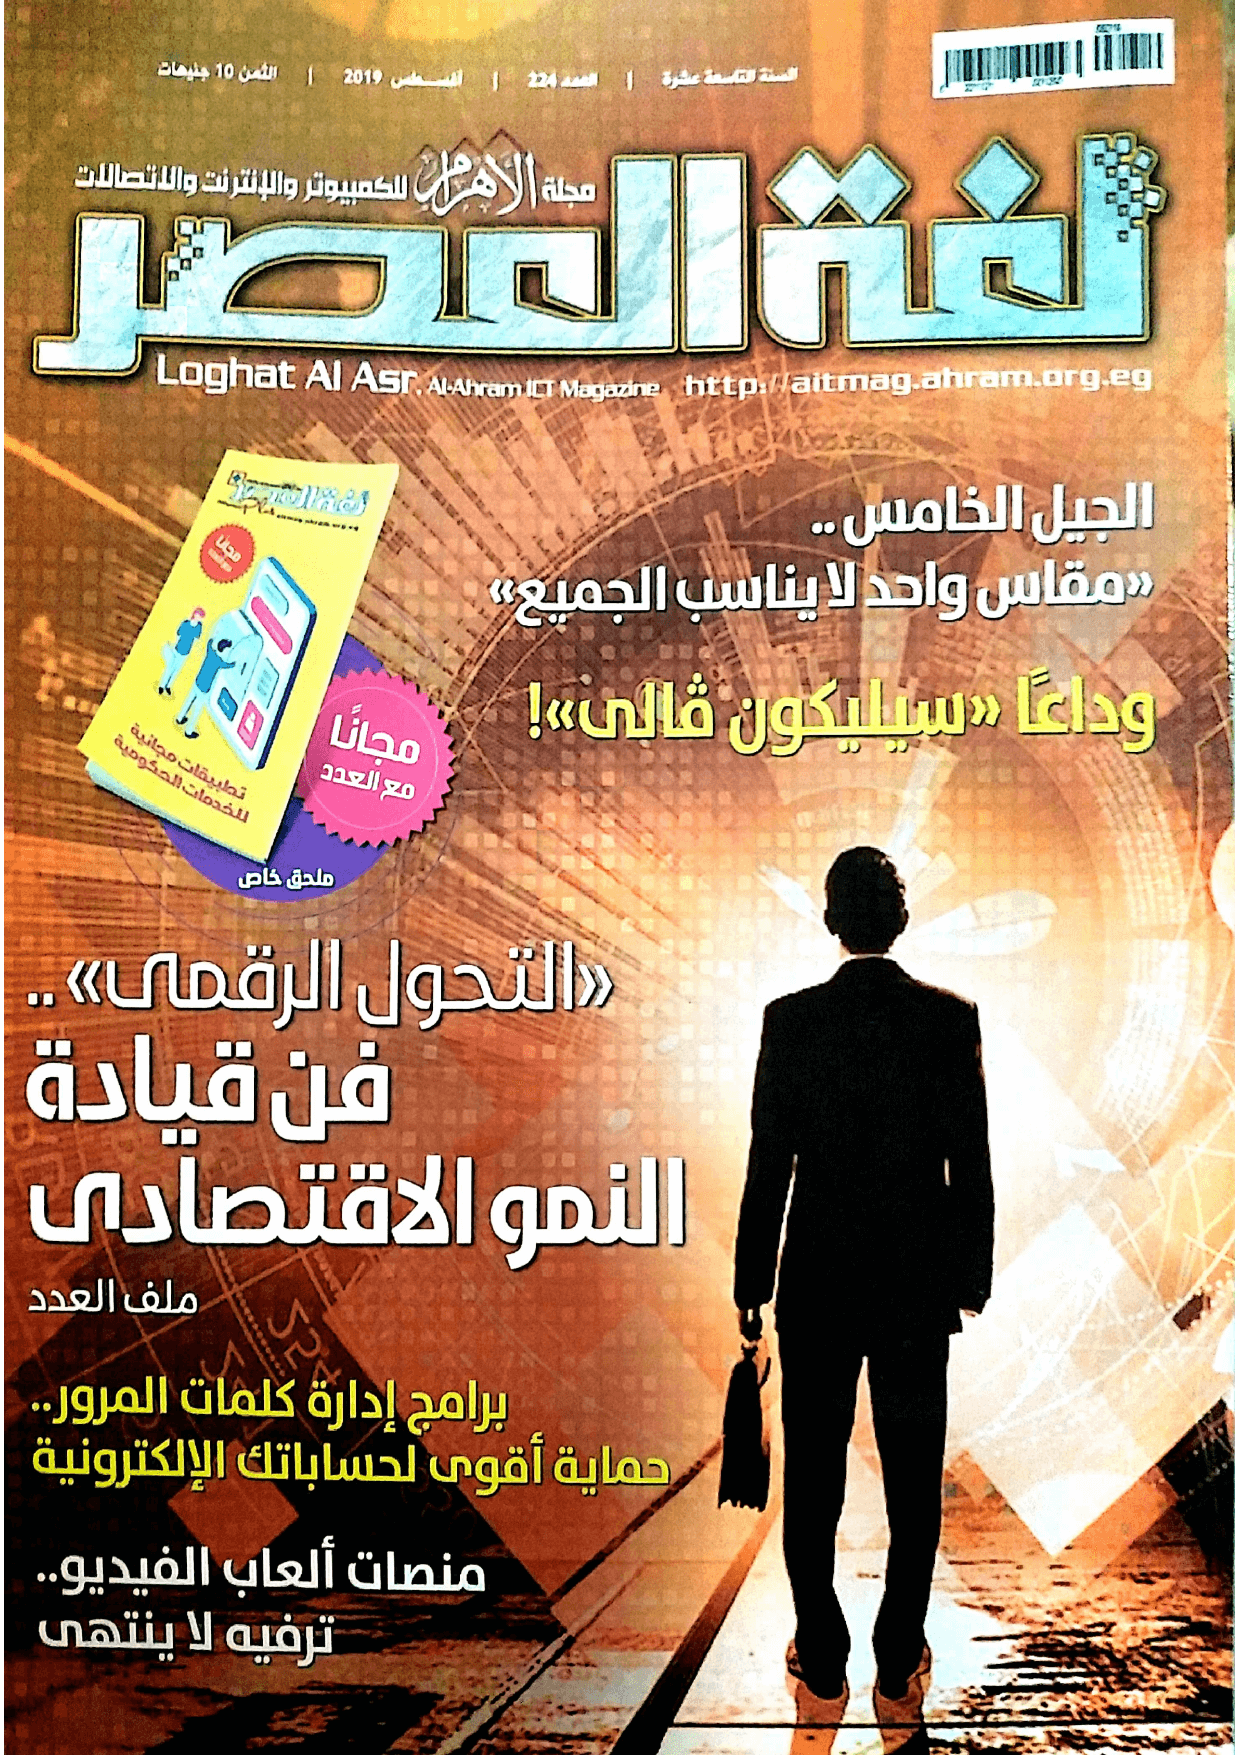 السنة التاسعة عشرة | العدد 224 | أغسطس 2019 | الثمن 10 جنيهات
مجلة الأهرام للكمبيوتر والإنترنت والاتصالات
لغة العصر
Loghat Al Asr, Al-Ahram ICT Magazine http://aitmag.ahram.org.eg
الجيل الخامس ..
«مقاس واحد لا يناسب الجميع»
وداعًا «سيليكون ڤالى»!
لغة العصر
مجانا
تطبيقات مجانية
للخدمات الحكومية
مجانًا
مع العدد
ملحق خاص
«التحول الرقمى» ..
فن قيادة
النمو الاقتصادى
ملف العدد
برامج إدارة كلمات المرور..
حماية أقوى لحساباتك الإلكترونية
منصات ألعاب الفيديو..
ترفيه لا ينتهى